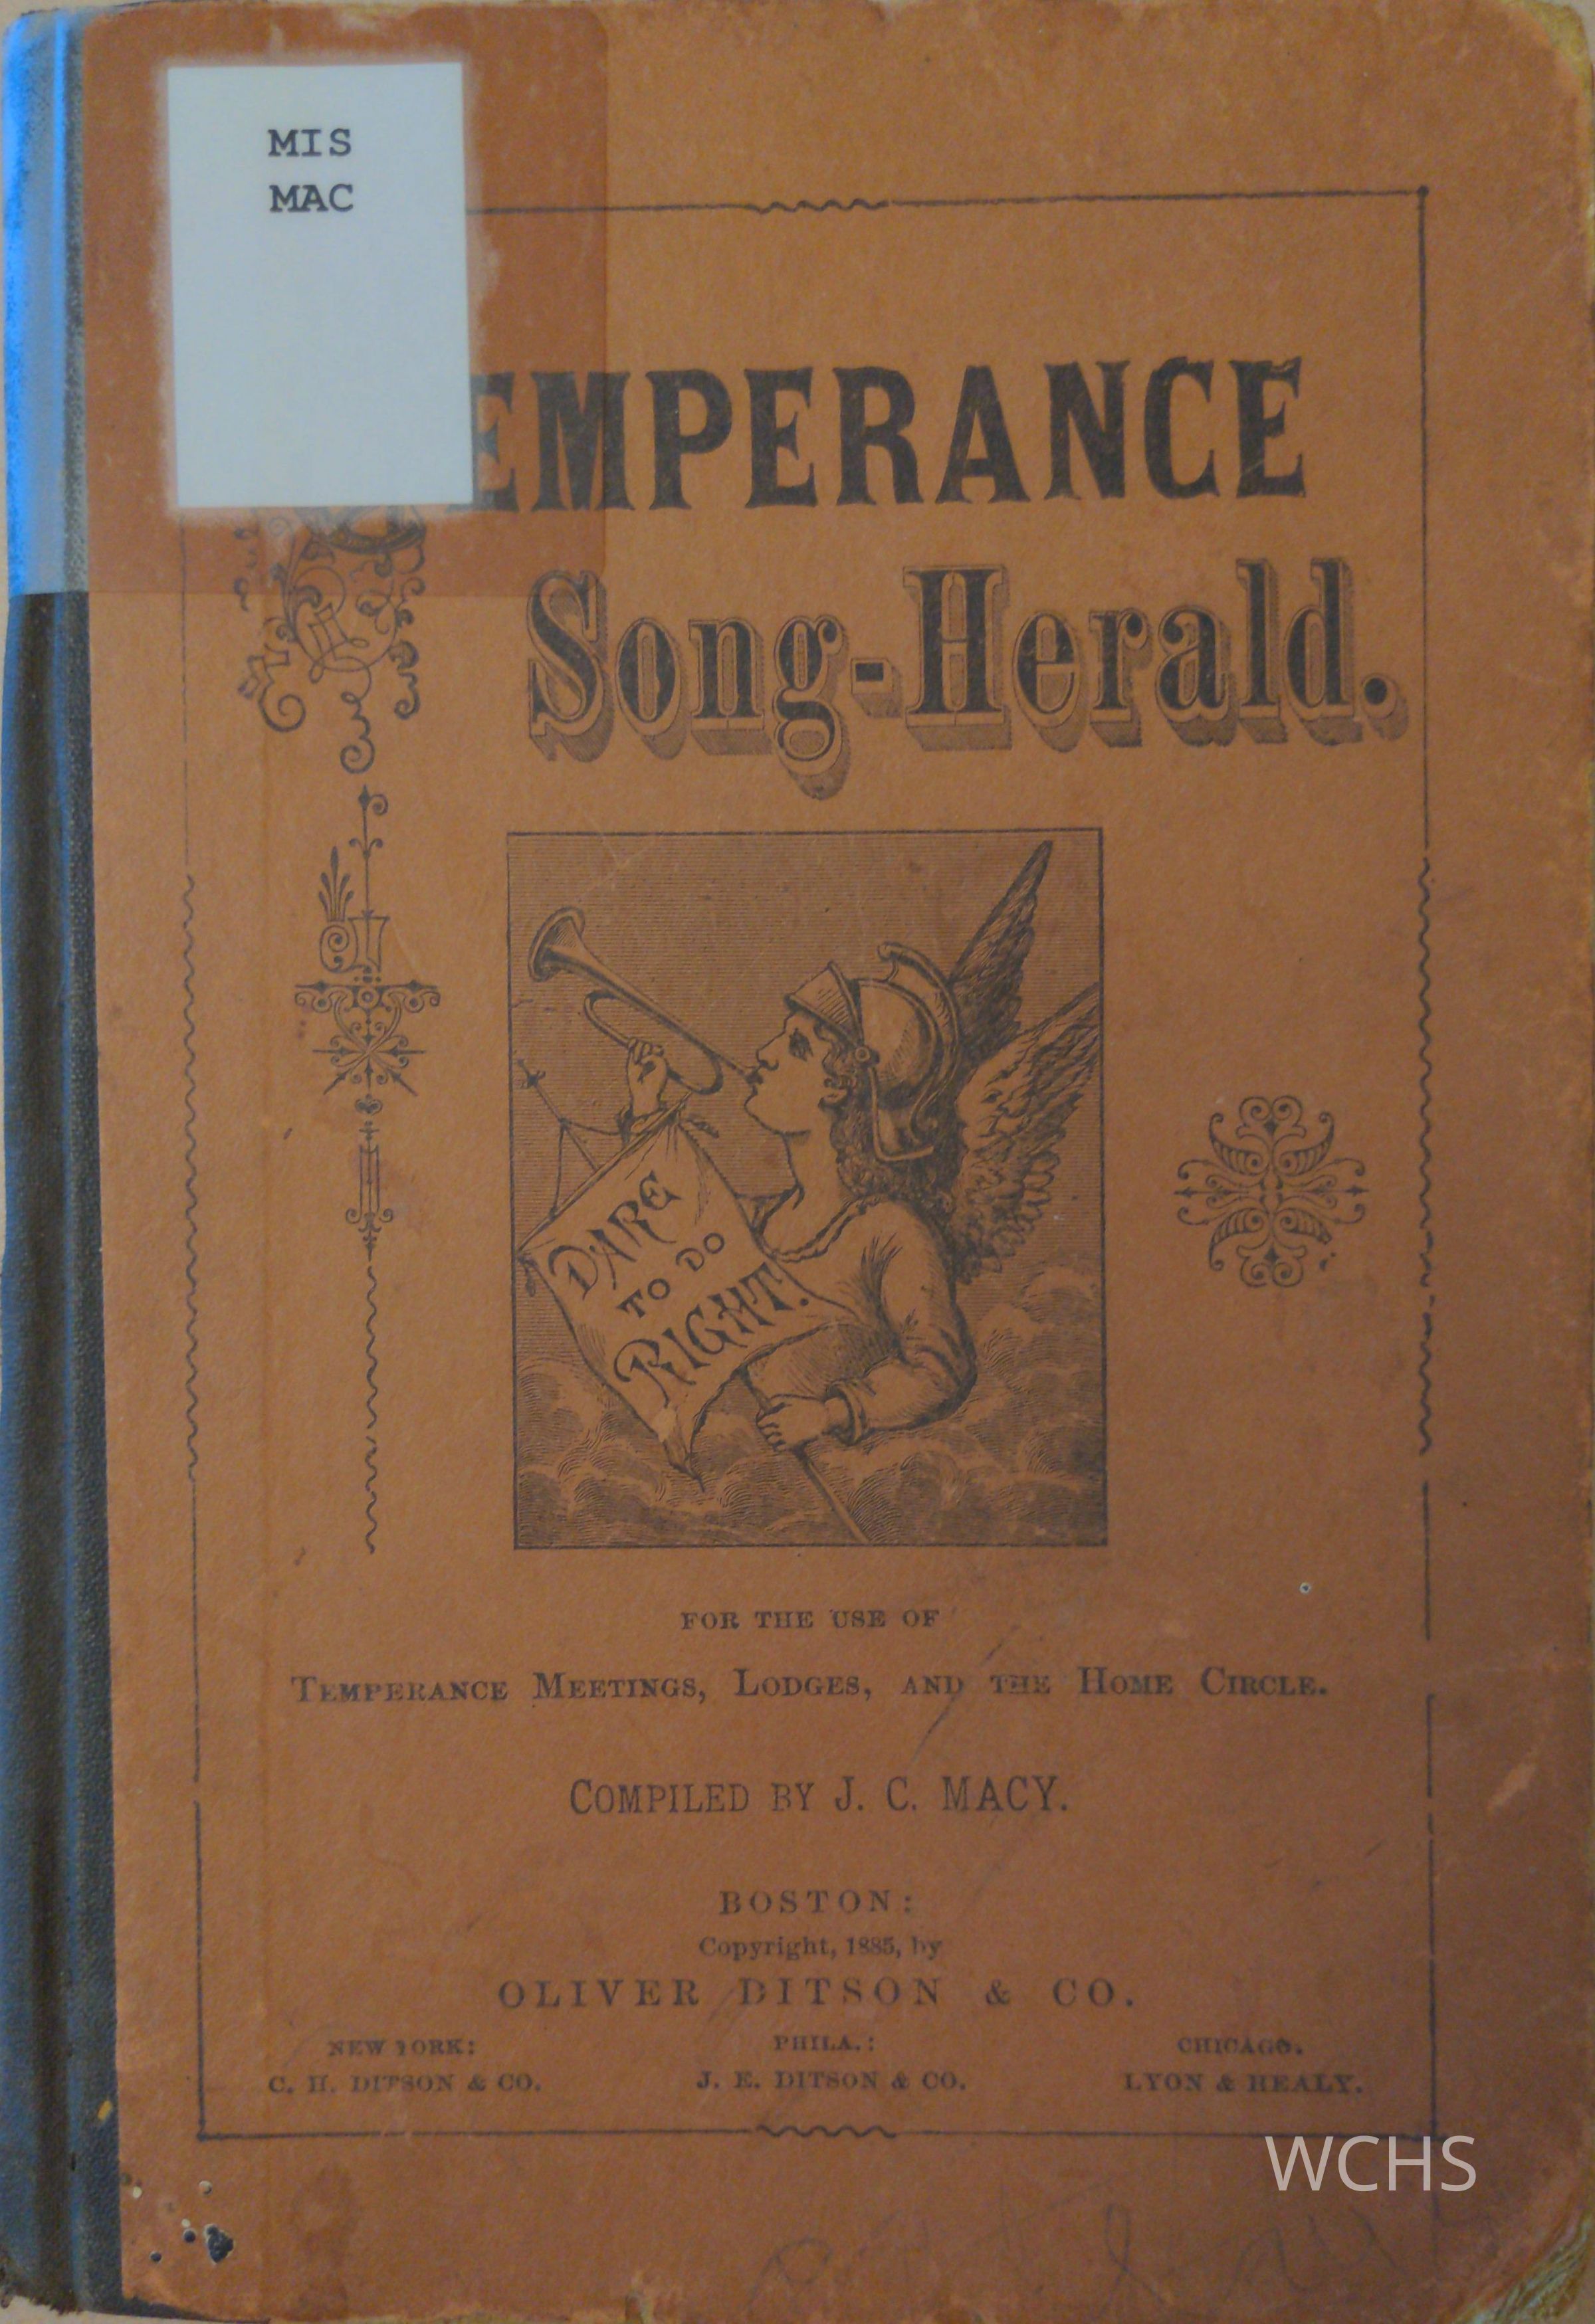 MIS
MAC
EMPERANCE
Song-Herald.
DARE
TO DO
RIGHT.
FOR THE USE OF
TEMPERANCE MEETINGS, LODGES, AND THE HOME CIRCLE.
COMPILED BY J. C. MACY.
BOSTON:
Copyright, 1885, by
OLIVER DITSON & CO.
NEW YORK: PHILA.: CHICAGO.
C. H. DITSON & CO. J. E. DITSON & CO. LYON & HEALY.
WCHS